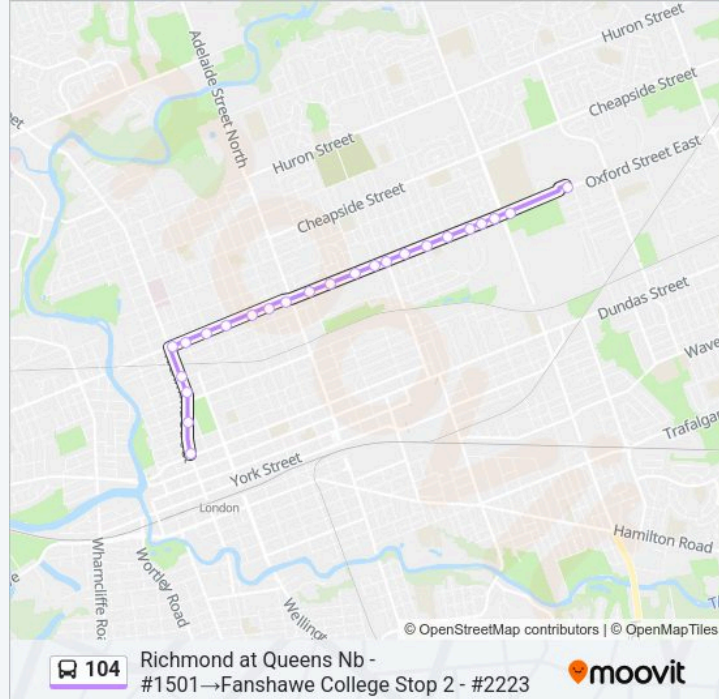 Huron Street
Adelaide Street North
Cheapside Street
Huron Street
Oxford Street East
Cheapside Street
Dundas Street
Wave
Trafalgar
York Street
London
Hamilton Road
Wharncliffe Roa
Wortley Road
Welling
© OpenStreetMap contributors | © OpenMapTiles
104
Richmond at Queens Nb -
#1501→Fanshawe College Stop 2 - #2223
moovit